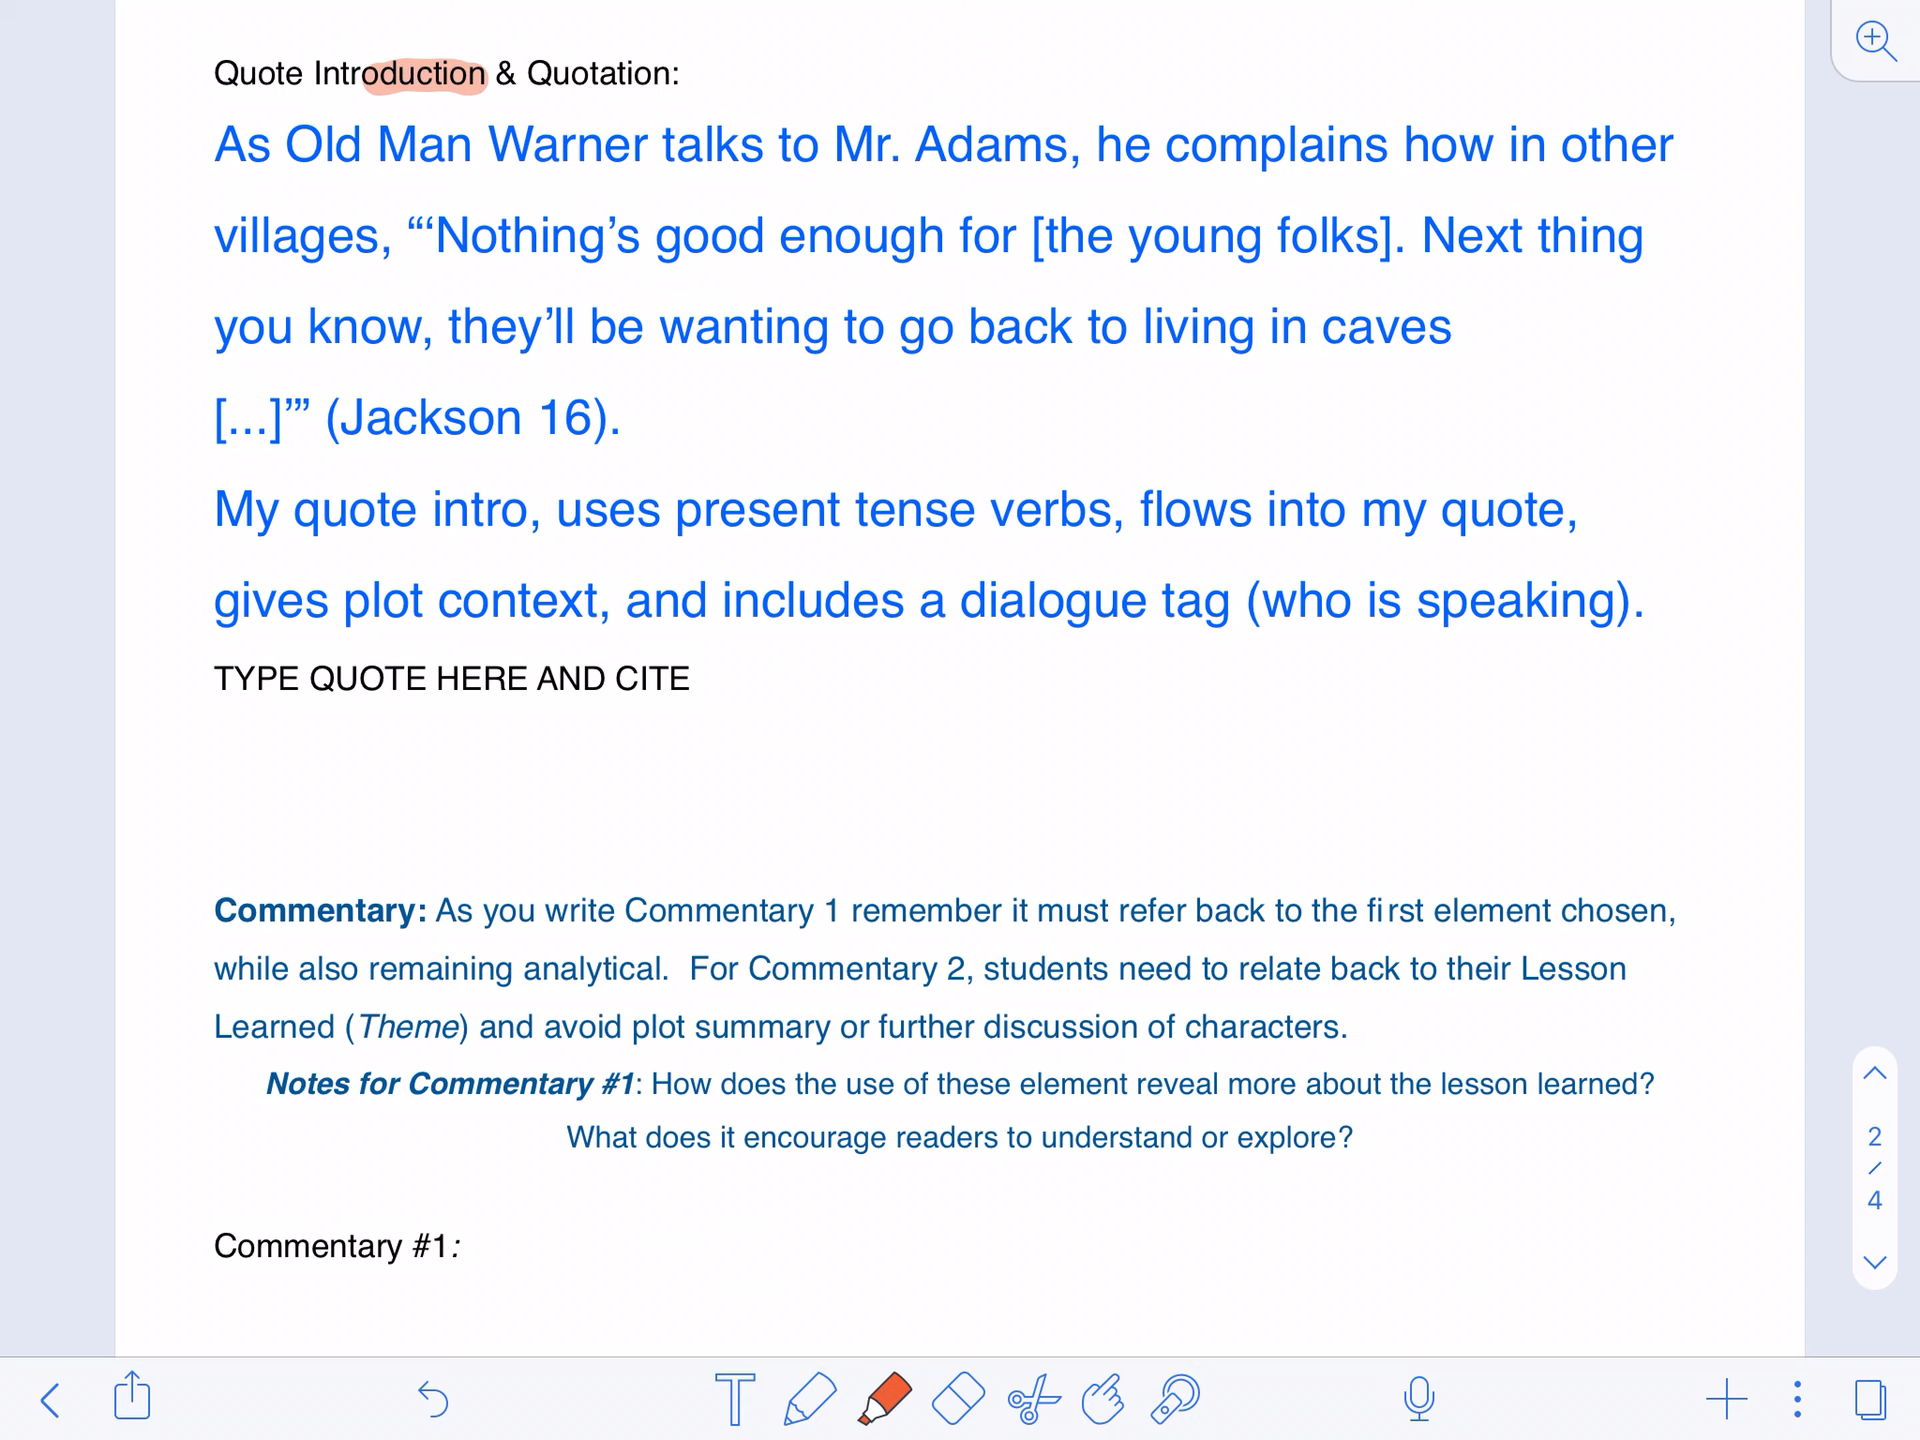 Quote Introduction & Quotation:
As Old Man Warner talks to Mr. Adams, he complains how in other
villages, “‘Nothing’s good enough for [the young folks]. Next thing
you know, they’ll be wanting to go back to living in caves
[...]’” (Jackson 16).
My quote intro, uses present tense verbs, flows into my quote,
gives plot context, and includes a dialogue tag (who is speaking).
TYPE QUOTE HERE AND CITE
Commentary: As you write Commentary 1 remember it must refer back to the first element chosen,
while also remaining analytical.  For Commentary 2, students need to relate back to their Lesson
Learned (Theme) and avoid plot summary or further discussion of characters.
Notes for Commentary #1: How does the use of these element reveal more about the lesson learned?
What does it encourage readers to understand or explore?
Commentary #1:
2
/
4